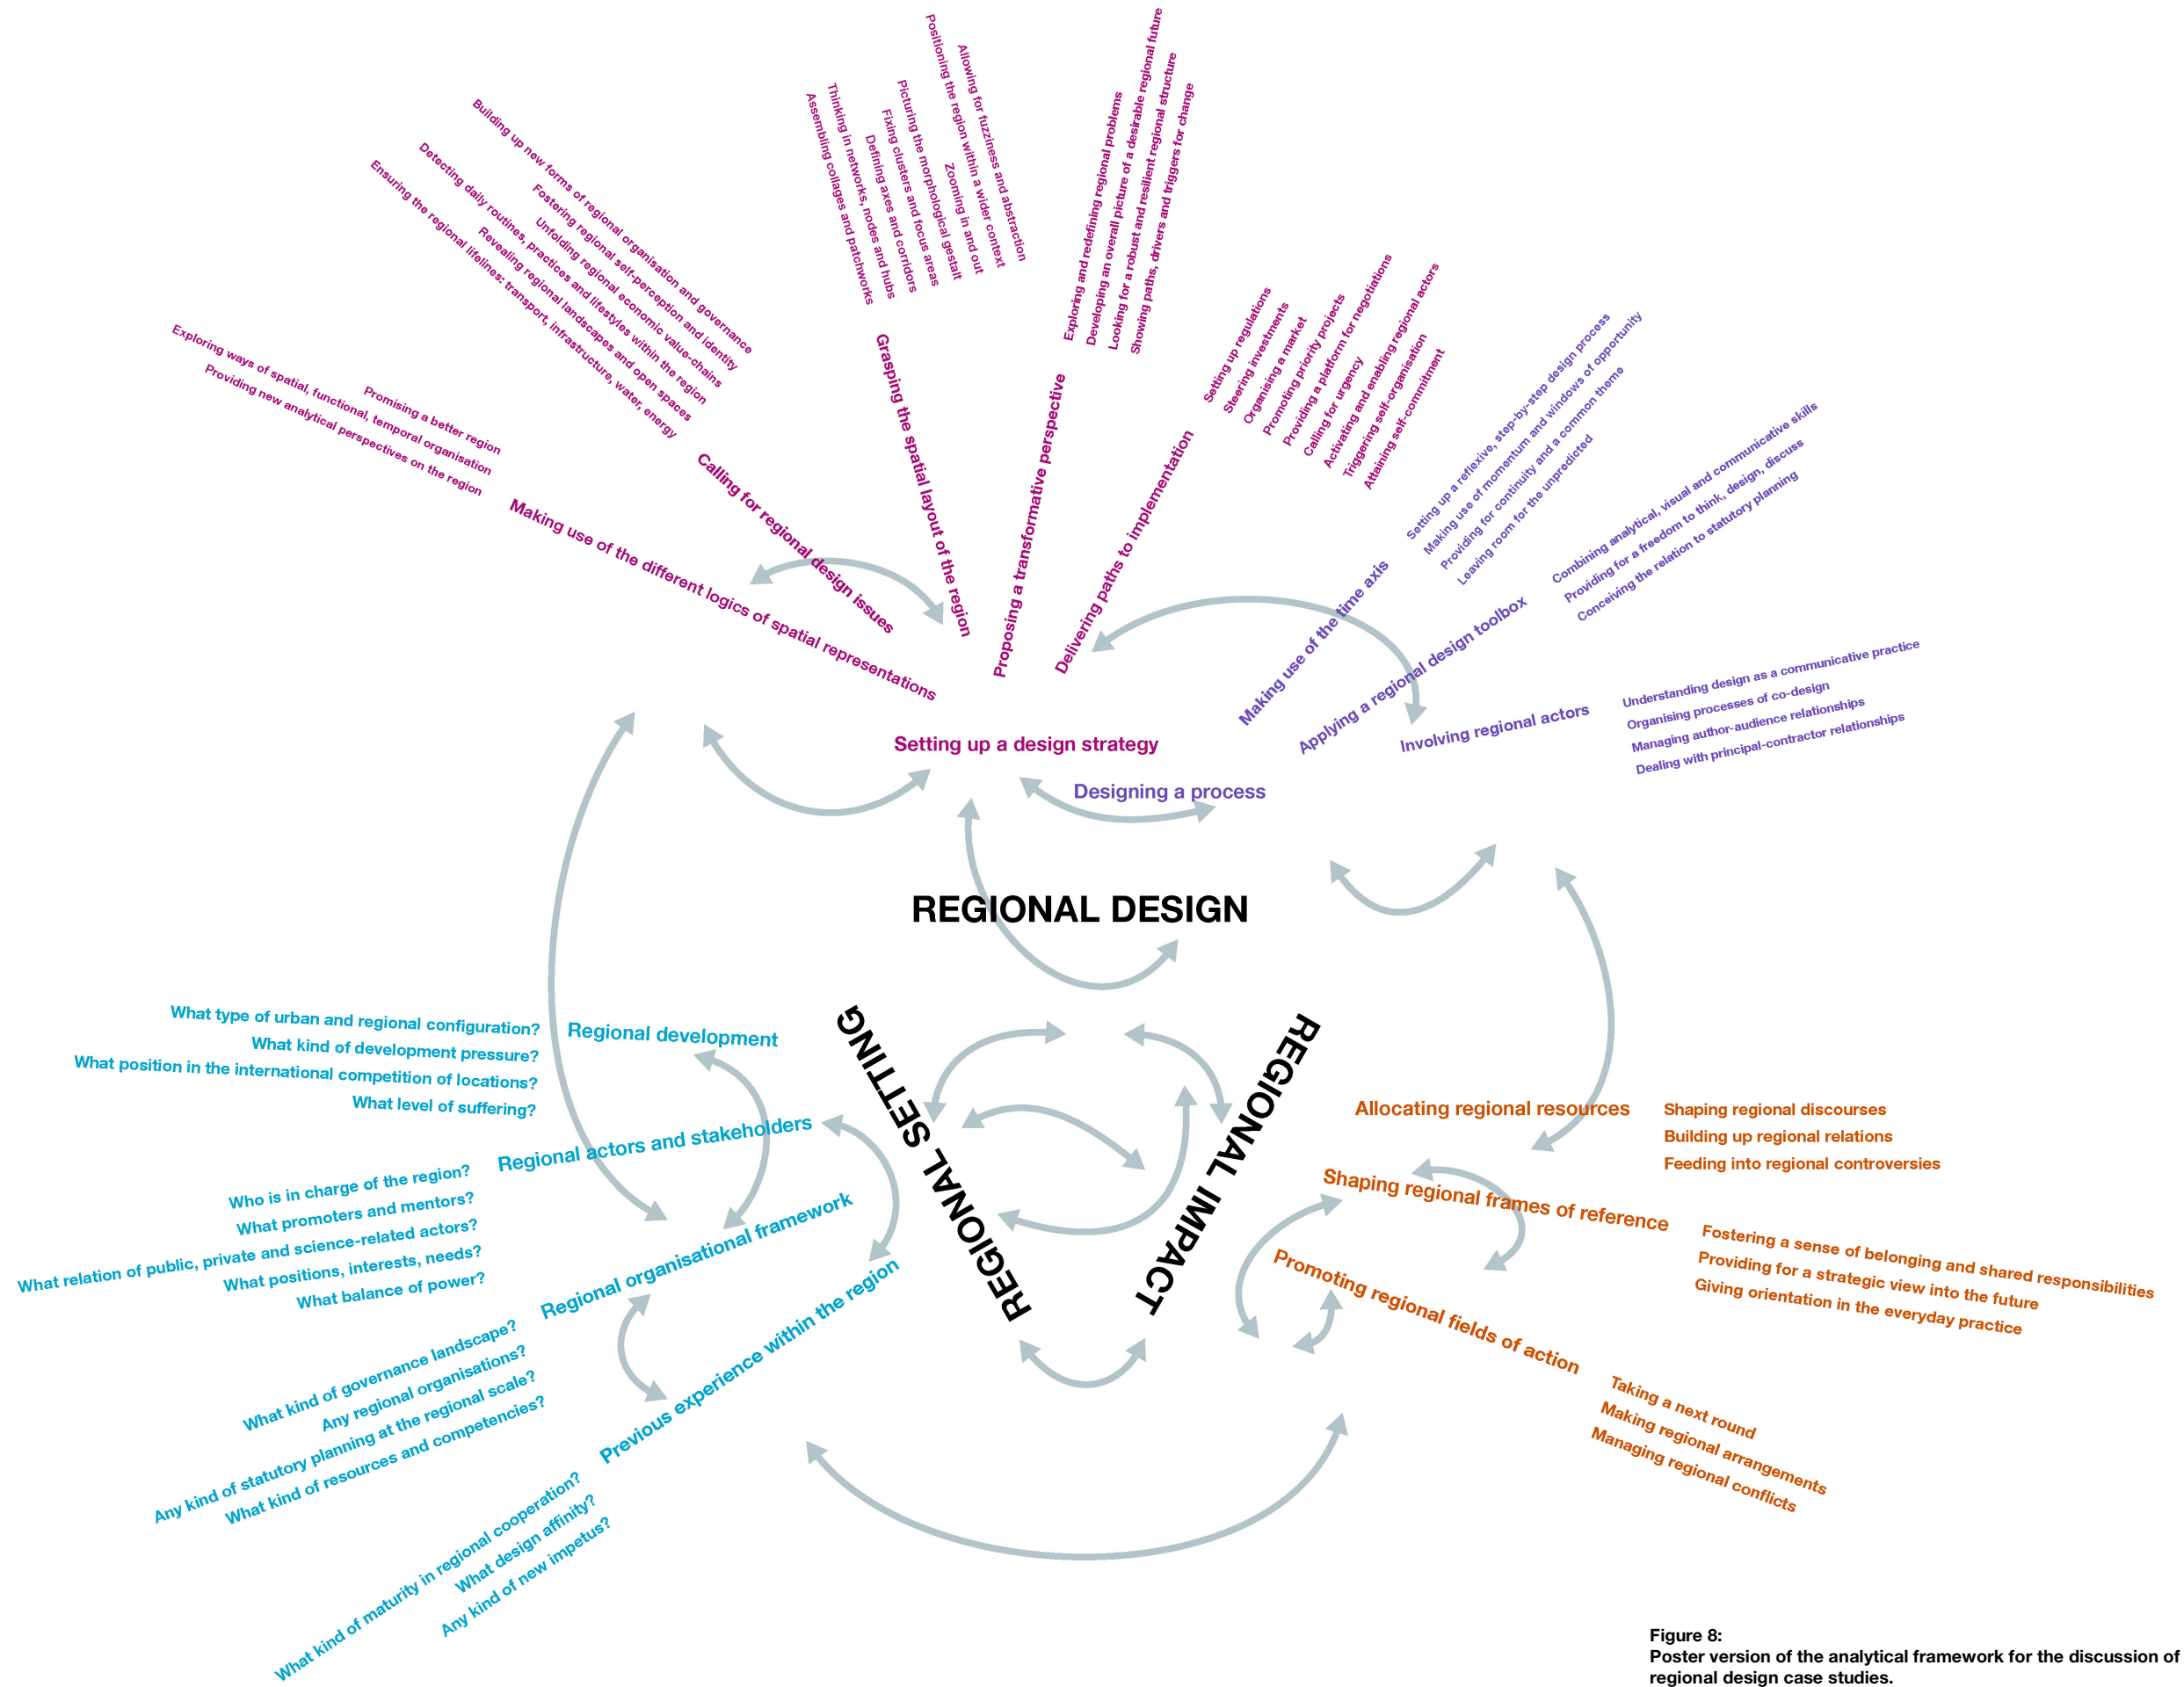 Promising a better region
Exploring ways of spatial, functional, temporal organisation
Providing new analytical perspectives on the region
Making use of the different logics of spatial representations
Building up new forms of regional organisation and governance
Fostering regional self-perception and identity
Unfolding regional economic value-chains
Detecting daily routines, practices and lifestyles within the region
Revealing regional landscapes and open spaces
Ensuring the regional lifelines: transport, infrastructure, water, energy
Calling for regional design issues
Allowing for fuzziness and abstraction
Positioning the region within a wider context
Zooming in and out
Picturing the morphological gestalt
Fixing clusters and focus areas
Defining axes and corridors
Thinking in networks, nodes and hubs
Assembling collages and patchworks
Grasping the spatial layout of the region
Exploring and redefining regional problems
Developing an overall picture of a desirable regional future
Looking for a robust and resilient regional structure
Showing paths, drivers and triggers for change
Proposing a transformative perspective
Setting up regulations
Steering investments
Organising a market
Promoting priority projects
Providing a platform for negotiations
Calling for urgency
Activating and enabling regional actors
Triggering self-organisation
Attaining self-commitment
Delivering paths to implementation
Setting up a reflexive, step-by-step design process
Making use of momentum and windows of opportunity
Providing for continuity and a common theme
Leaving room for the unpredicted
Making use of the time axis
Combining analytical, visual and communicative skills
Providing for a freedom to think, design, discuss
Conceiving the relation to statutory planning
Applying a regional design toolbox
Understanding design as a communicative practice
Organising processes of co-design
Managing author-audience relationships
Dealing with principal-contractor relationships
Involving regional actors
Setting up a design strategy
Designing a process
REGIONAL DESIGN
REGIONAL SETTING
REGIONAL IMPACT
Regional development
What type of urban and regional configuration?
What kind of development pressure?
What position in the international competition of locations?
What level of suffering?
Regional actors and stakeholders
Who is in charge of the region?
What promoters and mentors?
What relation of public, private and science-related actors?
What positions, interests, needs?
What balance of power?
Regional organisational framework
What kind of governance landscape?
Any regional organisations?
Any kind of statutory planning at the regional scale?
What kind of resources and competencies?
Previous experience within the region
What kind of maturity in regional cooperation?
What design affinity?
Any kind of new impetus?
Allocating regional resources
Shaping regional discourses
Building up regional relations
Feeding into regional controversies
Shaping regional frames of reference
Fostering a sense of belonging and shared responsibilities
Providing for a strategic view into the future
Giving orientation in the everyday practice
Promoting regional fields of action
Taking a next round
Making regional arrangements
Managing regional conflicts
Figure 8:
Poster version of the analytical framework for the discussion of
regional design case studies.